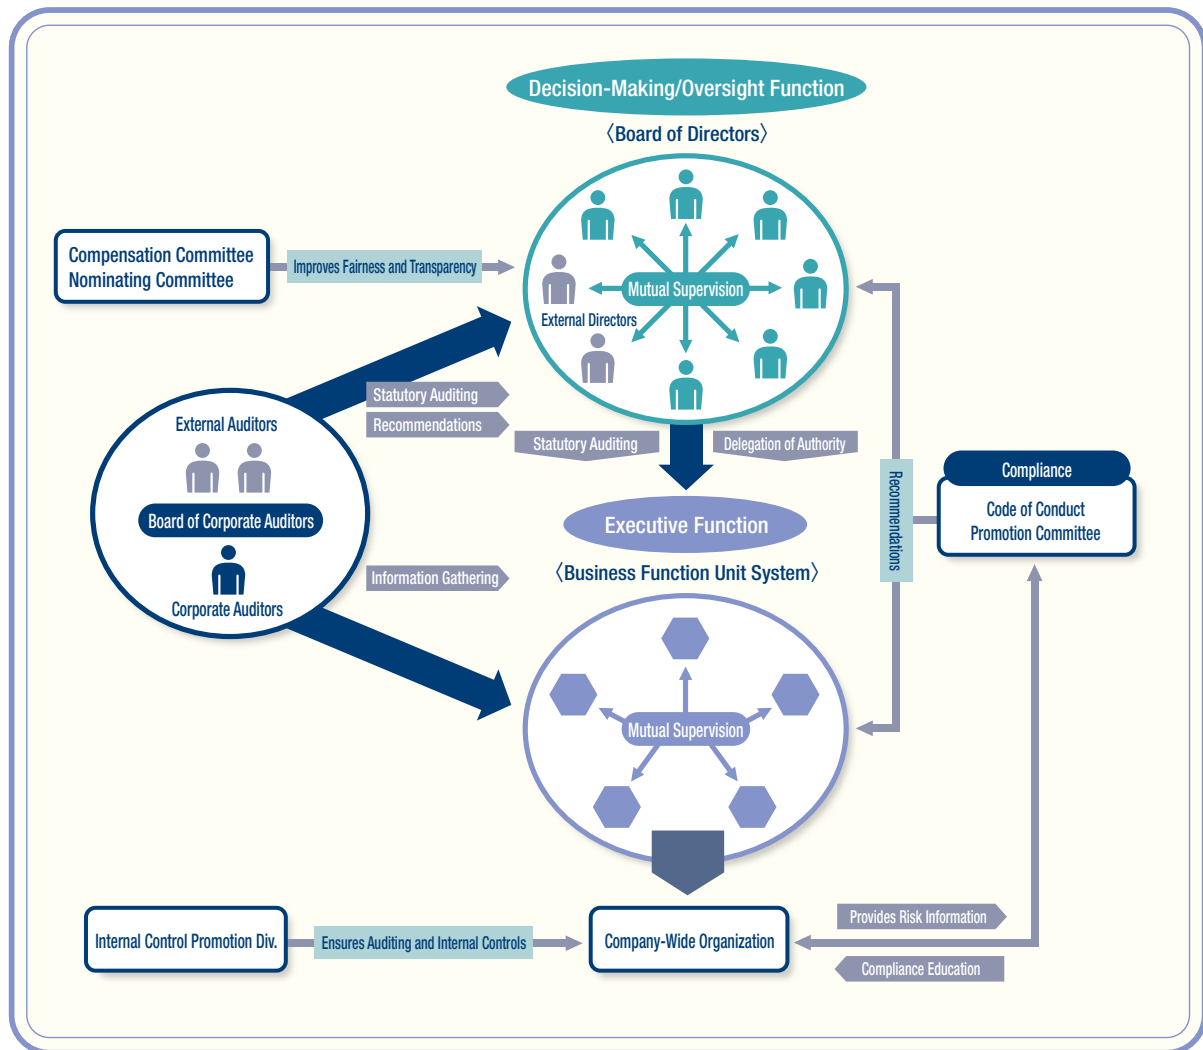 Decision-Making/Oversight Function
〈Board of Directors〉
Compensation Committee
Nominating Committee
Improves Fairness and Transparency
Mutual Supervision
External Directors
Statutory Auditing
Recommendations
External Auditors
Board of Corporate Auditors
Corporate Auditors
Information Gathering
Statutory Auditing
Delegation of Authority
Executive Function
〈Business Function Unit System〉
Mutual Supervision
Recommendations
Compliance
Code of Conduct
Promotion Committee
Internal Control Promotion Div.
Ensures Auditing and Internal Controls
Company-Wide Organization
Provides Risk Information
Compliance Education